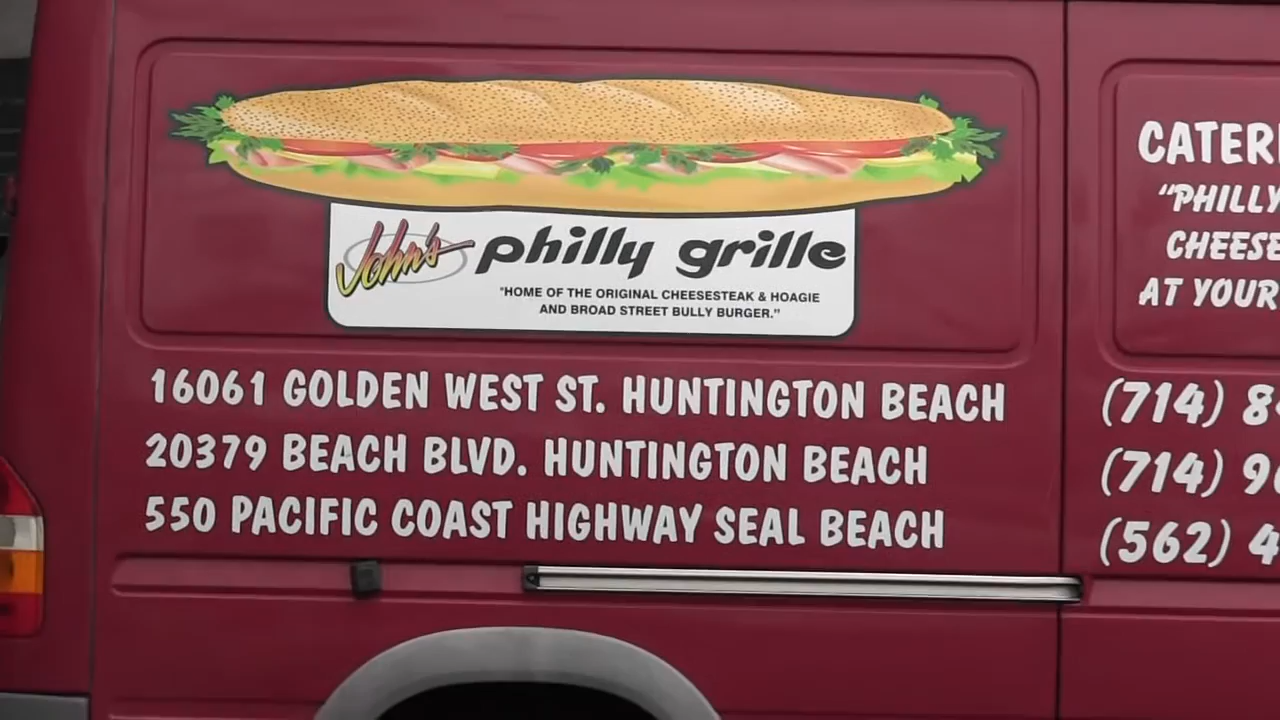 John's philly grille
"HOME OF THE ORIGINAL CHEESESTEAK & HOAGIE
AND BROAD STREET BULLY BURGER."
16061 GOLDEN WEST ST. HUNTINGTON BEACH
20379 BEACH BLVD. HUNTINGTON BEACH
550 PACIFIC COAST HIGHWAY SEAL BEACH
"PHILLY
CHEESE
AT YOUR
(714)
(714)
(562)